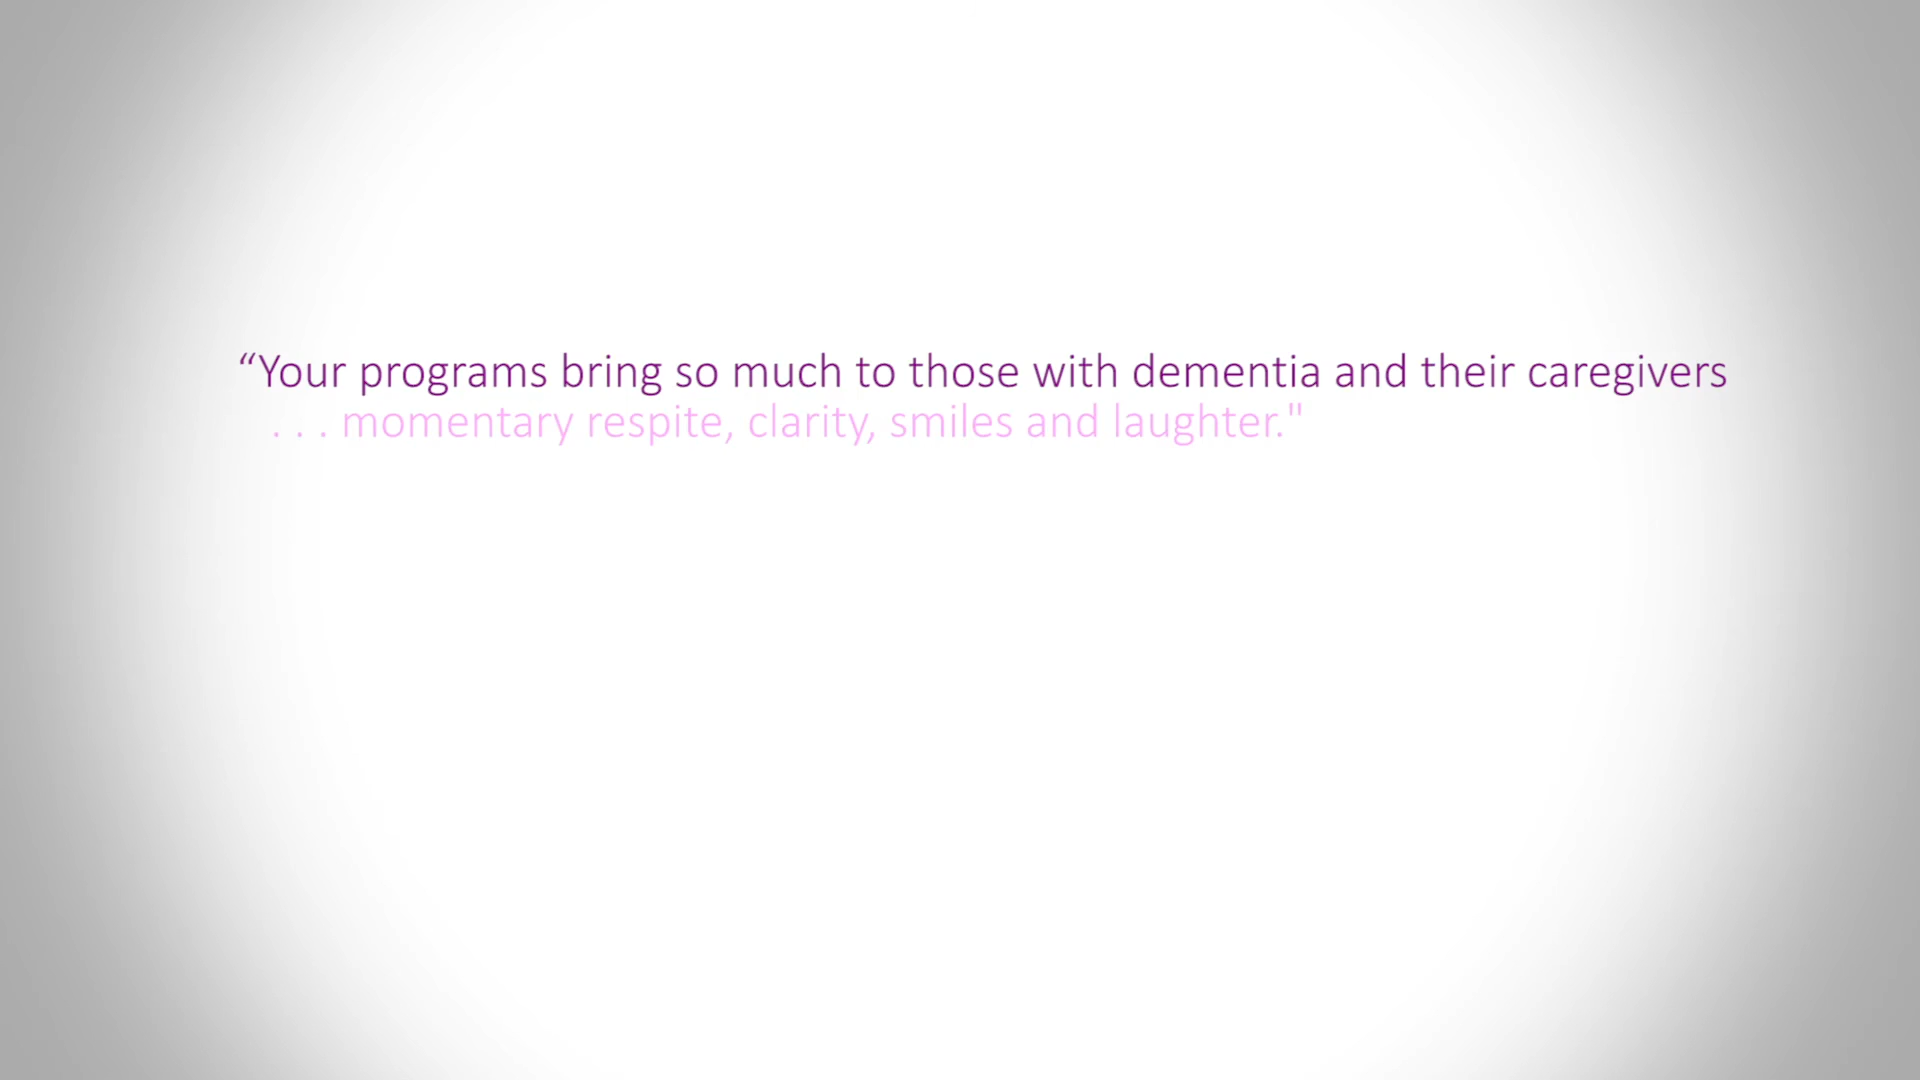 “Your programs bring so much to those with dementia and their caregivers
. . . momentary respite, clarity, smiles and laughter."